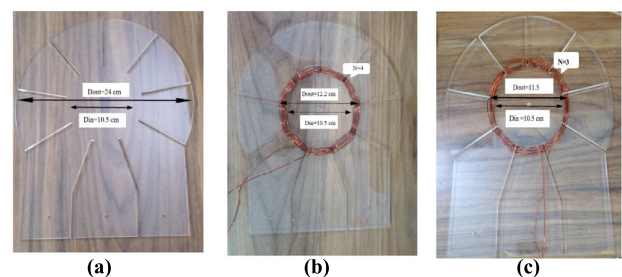 Dout=24 cm
Din=10.5 cm
(a)
N=4
Dout=12.2 cm
Din=10.5 cm
(b)
N=3
Dout=11.5
Din =10.5 cm
(c)